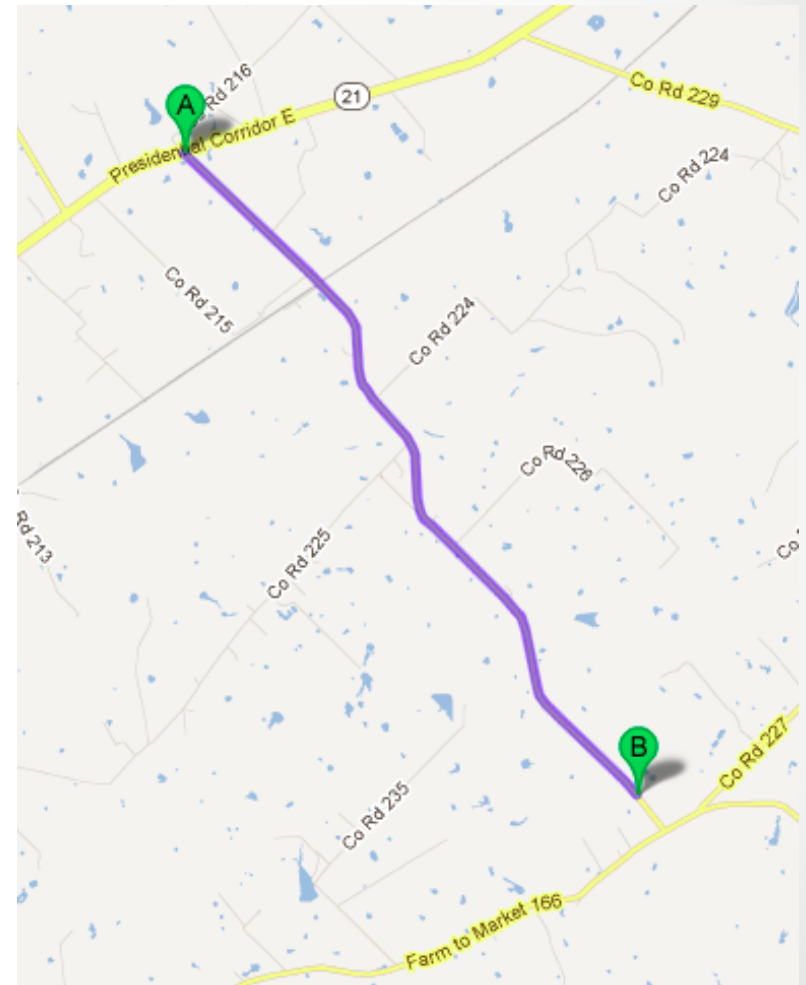 Co Rd 216
A
21
Co Rd 229
Presidential Corridor E
Co Rd 224
Co Rd 215
Co Rd 224
Co Rd 226
Rd 213
Co
Co Rd 225
B
Co Rd 227
Co Rd 235
Farm to Market 166